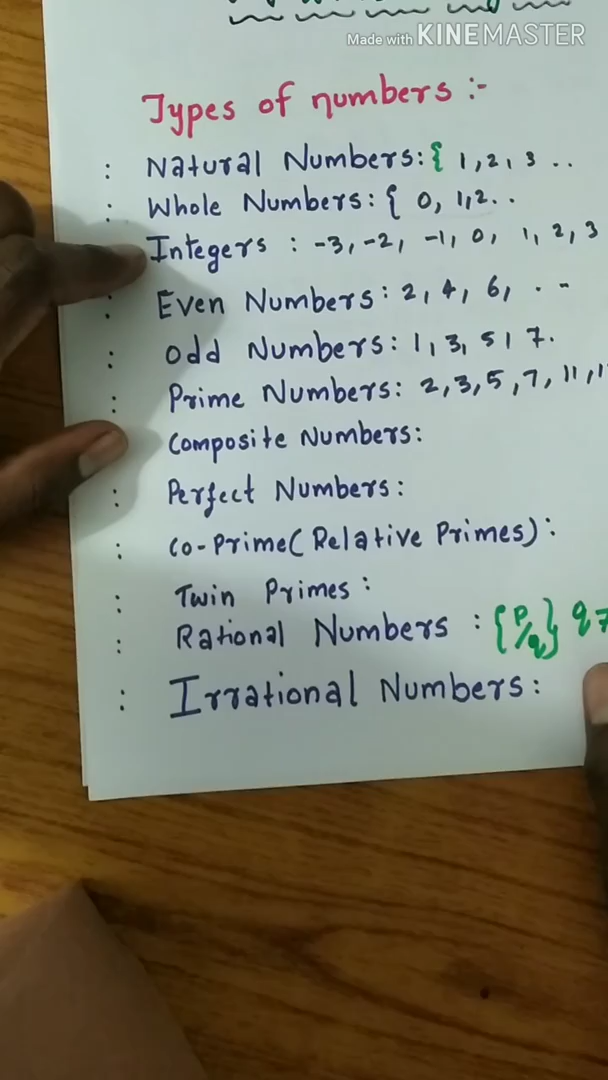 Made with KINEMASTER
Types of numbers :-
: Natural Numbers: { 1, 2, 3 ..
: Whole Numbers: { 0, 1, 2..
Integers : -3, -2, -1, 0, 1, 2, 3
: Even Numbers: 2, 4, 6, . -
: odd Numbers: 1, 3, 5, 7.
: Prime Numbers: 2, 3, 5, 7, 11,
Composite Numbers:
: Perfect Numbers:
: Co-Prime( Relative Primes):
: Twin Primes:
: Rational Numbers : {P/q} q
: Irrational Numbers: